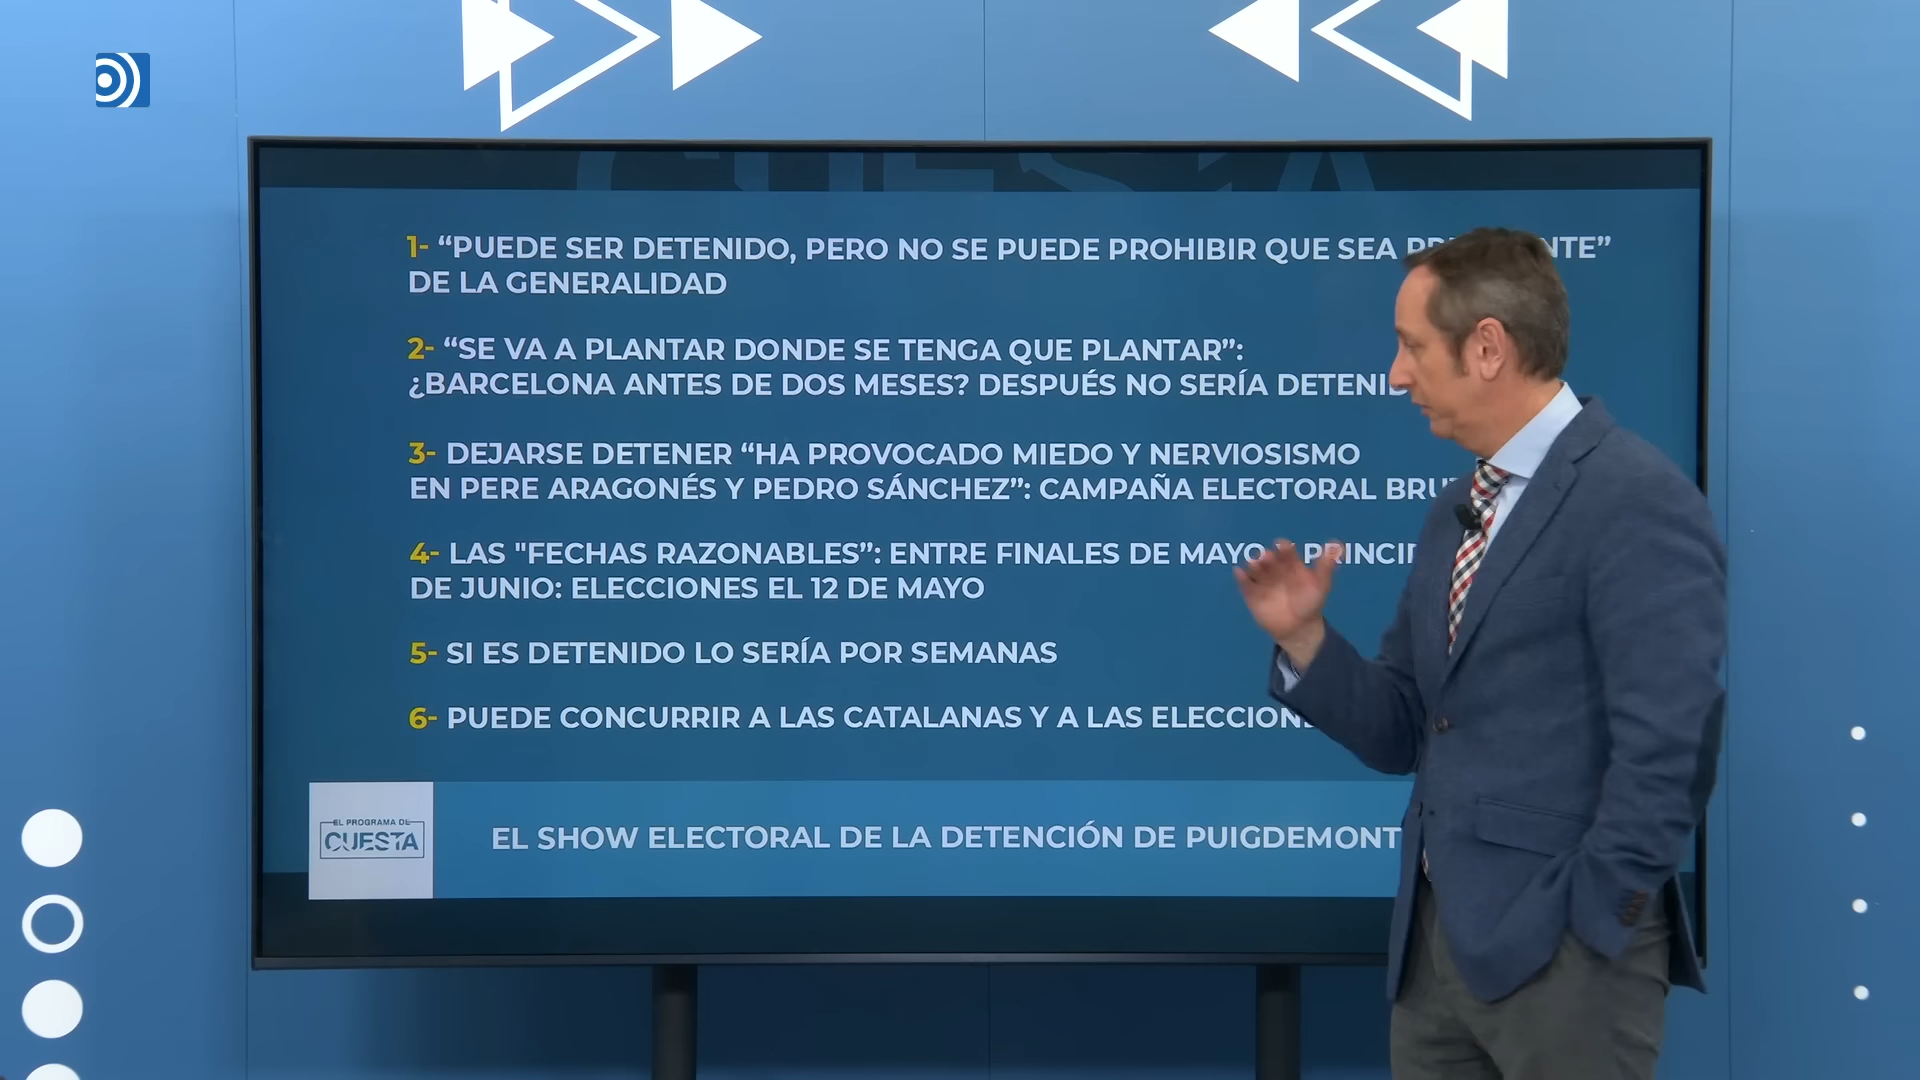 CUESTA
1- “PUEDE SER DETENIDO, PERO NO SE PUEDE PROHIBIR QUE SEA
DE LA GENERALIDAD
2- “SE VA A PLANTAR DONDE SE TENGA QUE PLANTAR”:
¿BARCELONA ANTES DE DOS MESES? DESPUÉS NO SERÍA
3- DEJARSE DETENER “HA PROVOCADO MIEDO Y NERVIOSISMO
EN PERE ARAGONÉS Y PEDRO SÁNCHEZ”: CAMPAÑA ELECTORAL
4- LAS "FECHAS RAZONABLES”: ENTRE FINALES DE MAYO Y
DE JUNIO: ELECCIONES EL 12 DE MAYO
5- SI ES DETENIDO LO SERÍA POR SEMANAS
6- PUEDE CONCURRIR A LAS CATALANAS Y A LAS
EL PROGRAMA DE
CUESTA
EL SHOW ELECTORAL DE LA DETENCIÓN DE PUIGDEMONT